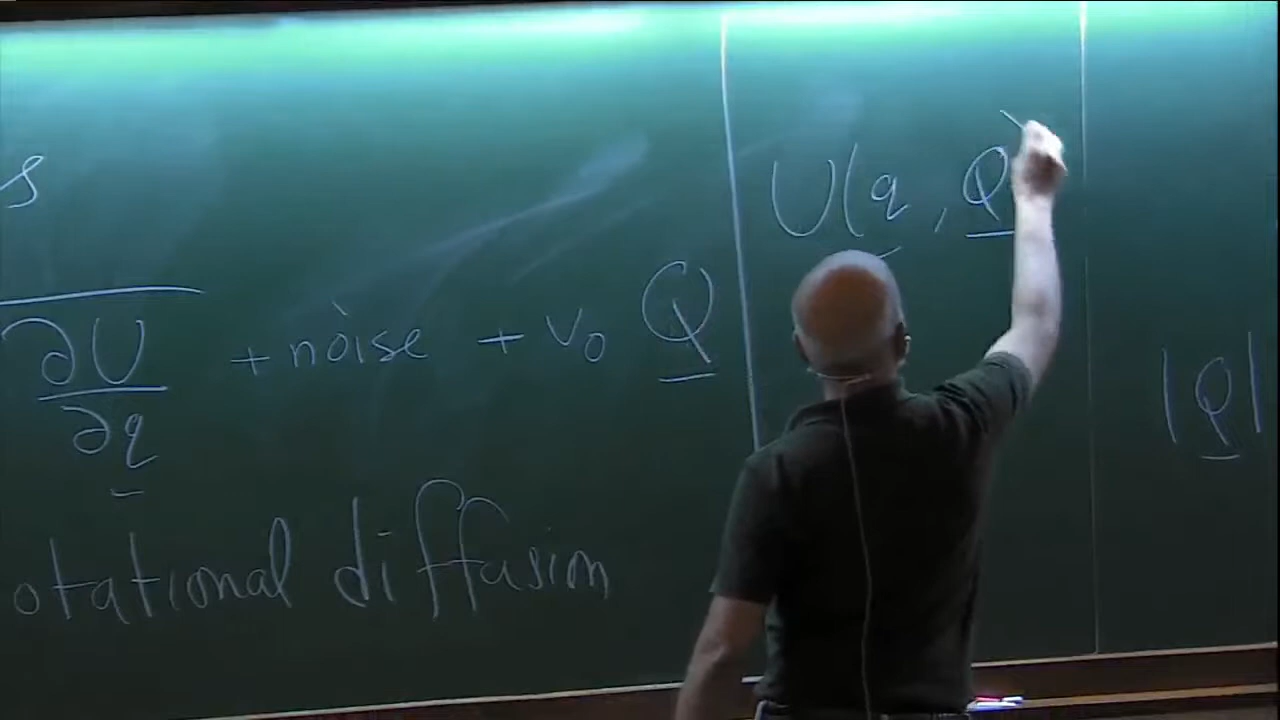 s
U(q, Q
∂U/∂q + noise + v₀ Q
|Q|
otational diffusion